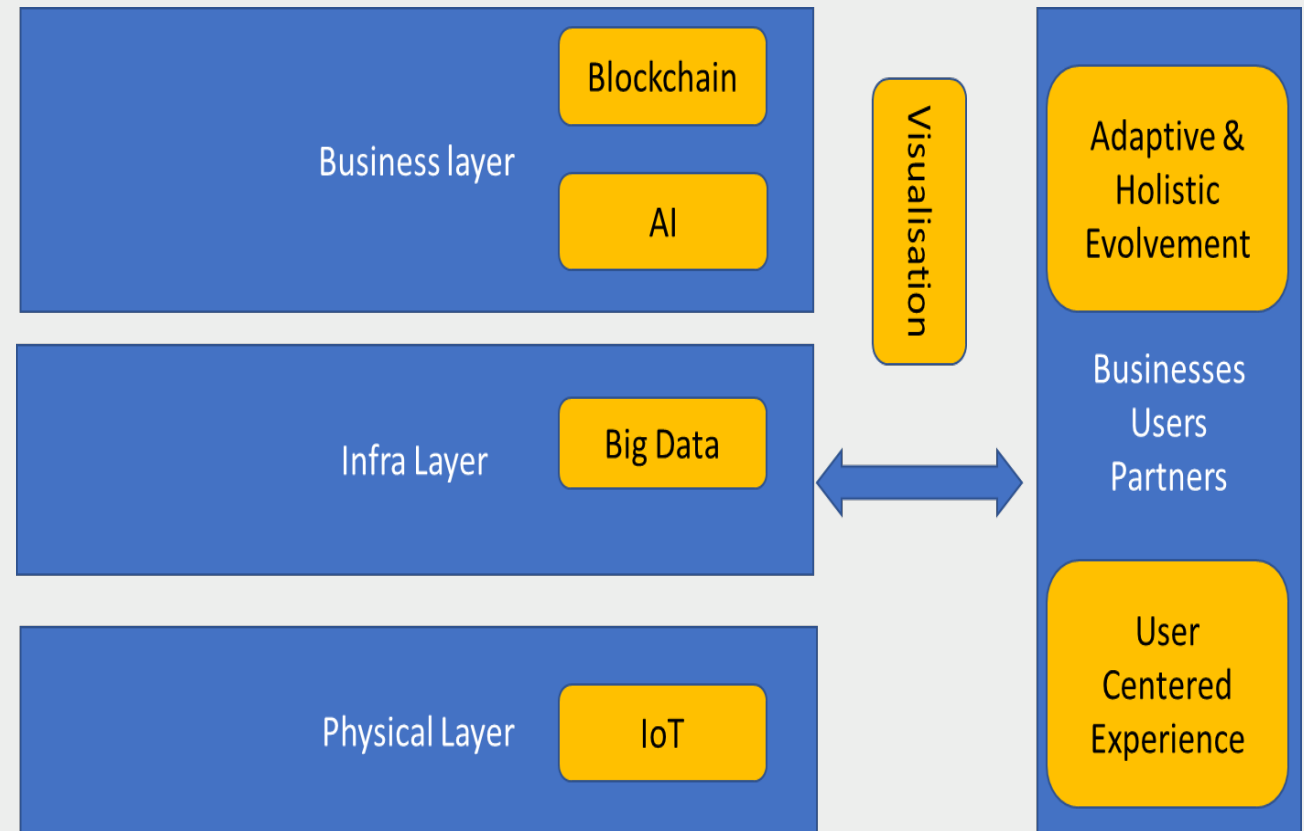 Business layer
Blockchain
AI
Infra Layer
Big Data
Physical Layer
IoT
Visualisation
Adaptive &
Holistic
Evolvement
Businesses
Users
Partners
User
Centered
Experience